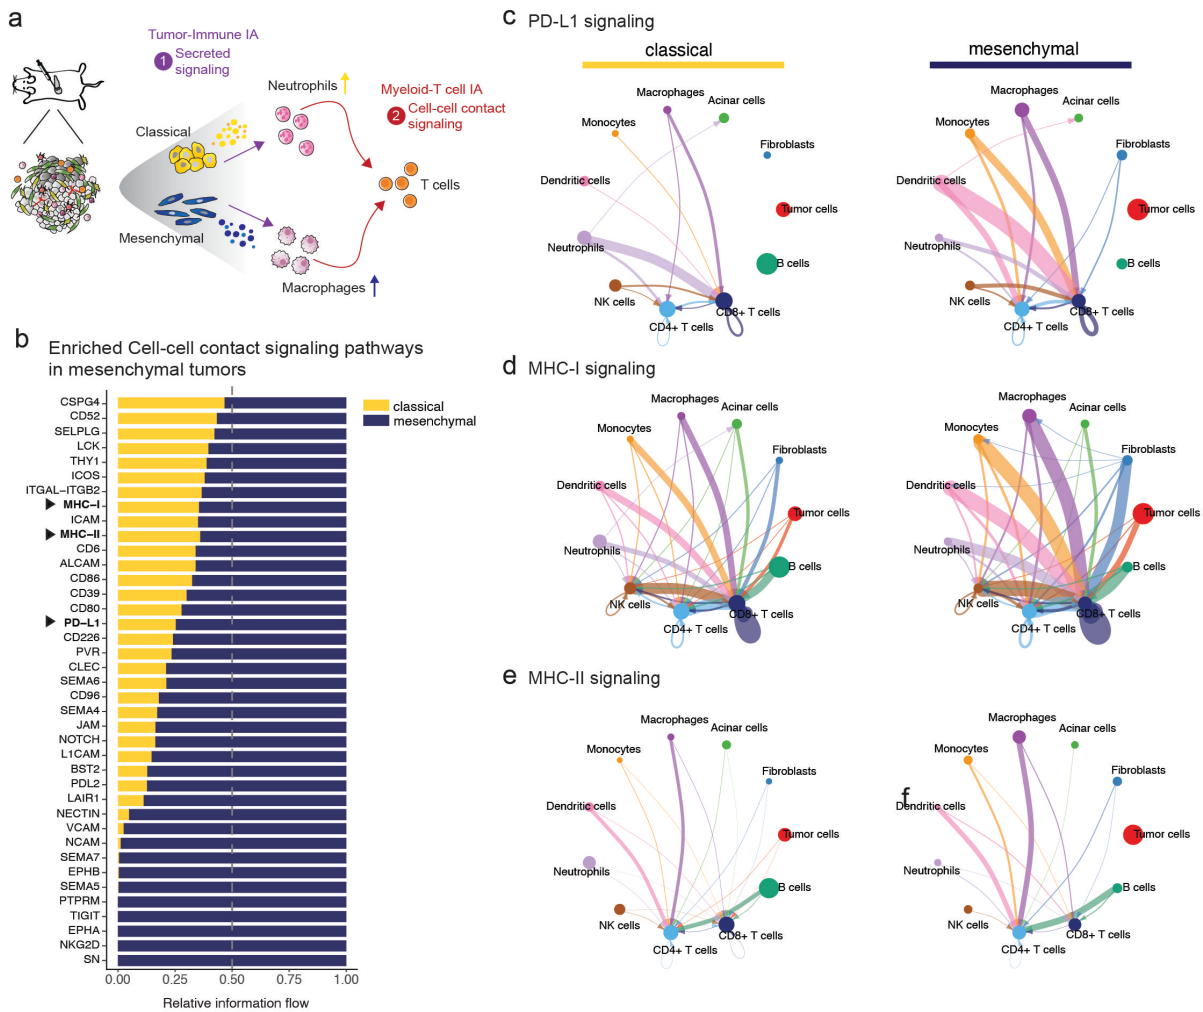 a
Tumor-Immune IA
1 Secreted
signaling
Neutrophils
Myeloid-T cell IA
2 Cell-cell contact
signaling
Classical
T cells
Mesenchymal
Macrophages
b
Enriched Cell-cell contact signaling pathways
in mesenchymal tumors
classical
mesenchymal
CSPG4
CD52
SELPLG
LCK
THY1
ICOS
ITGAL–ITGB2
MHC–I
ICAM
MHC–II
CD6
ALCAM
CD86
CD39
CD80
PD–L1
CD226
PVR
CLEC
SEMA6
CD96
SEMA4
JAM
NOTCH
L1CAM
BST2
PDL2
LAIR1
NECTIN
VCAM
NCAM
SEMA7
EPHB
SEMA5
PTPRM
TIGIT
EPHA
NKG2D
SN
0.00 0.25 0.50 0.75 1.00
Relative information flow
c PD-L1 signaling
classical
Macrophages
Acinar cells
Monocytes
Fibroblasts
Dendritic cells
Tumor cells
Neutrophils
B cells
NK cells
CD8+ T cells
CD4+ T cells
mesenchymal
Macrophages
Acinar cells
Monocytes
Fibroblasts
Dendritic cells
Tumor cells
Neutrophils
B cells
NK cells
CD8+ T cells
CD4+ T cells
d MHC-I signaling
Macrophages
Acinar cells
Monocytes
Fibroblasts
Dendritic cells
Tumor cells
Neutrophils
B cells
NK cells
CD8+ T cells
CD4+ T cells
Macrophages
Acinar cells
Monocytes
Fibroblasts
Dendritic cells
Tumor cells
Neutrophils
B cells
NK cells
CD8+ T cells
CD4+ T cells
e MHC-II signaling
Macrophages
Acinar cells
Monocytes
Fibroblasts
Dendritic cells
Tumor cells
Neutrophils
B cells
NK cells
CD8+ T cells
CD4+ T cells
f
Macrophages
Acinar cells
Monocytes
Fibroblasts
Dendritic cells
Tumor cells
Neutrophils
B cells
NK cells
CD8+ T cells
CD4+ T cells